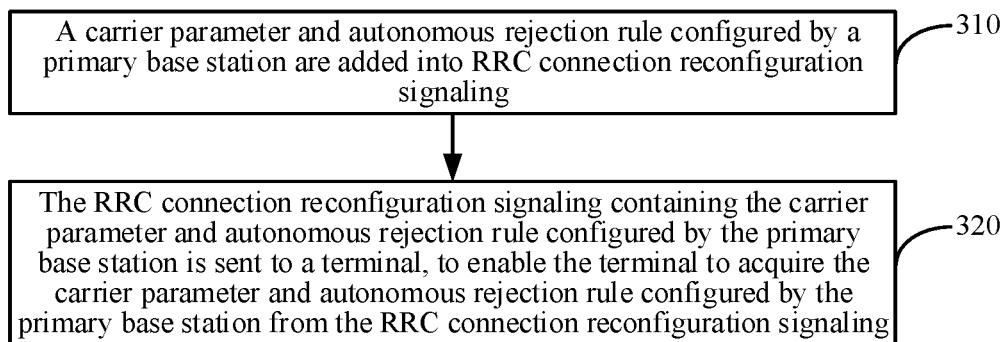 A carrier parameter and autonomous rejection rule configured by a
primary base station are added into RRC connection reconfiguration
signaling
310
The RRC connection reconfiguration signaling containing the carrier
parameter and autonomous rejection rule configured by the primary
base station is sent to a terminal, to enable the terminal to acquire the
carrier parameter and autonomous rejection rule configured by the
primary base station from the RRC connection reconfiguration signaling
320